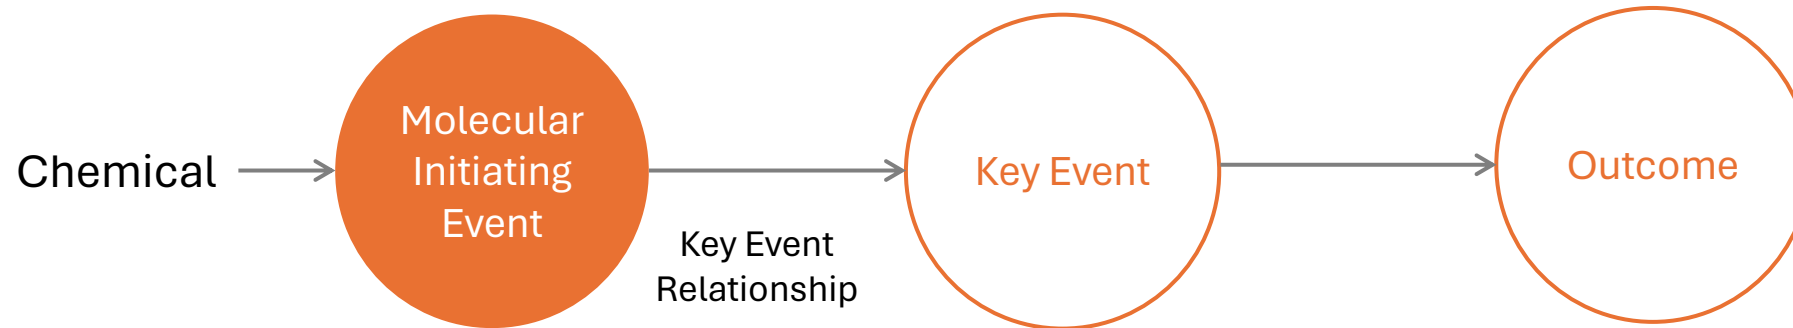 Chemical
Molecular
Initiating
Event
Key Event
Relationship
Key Event
Outcome